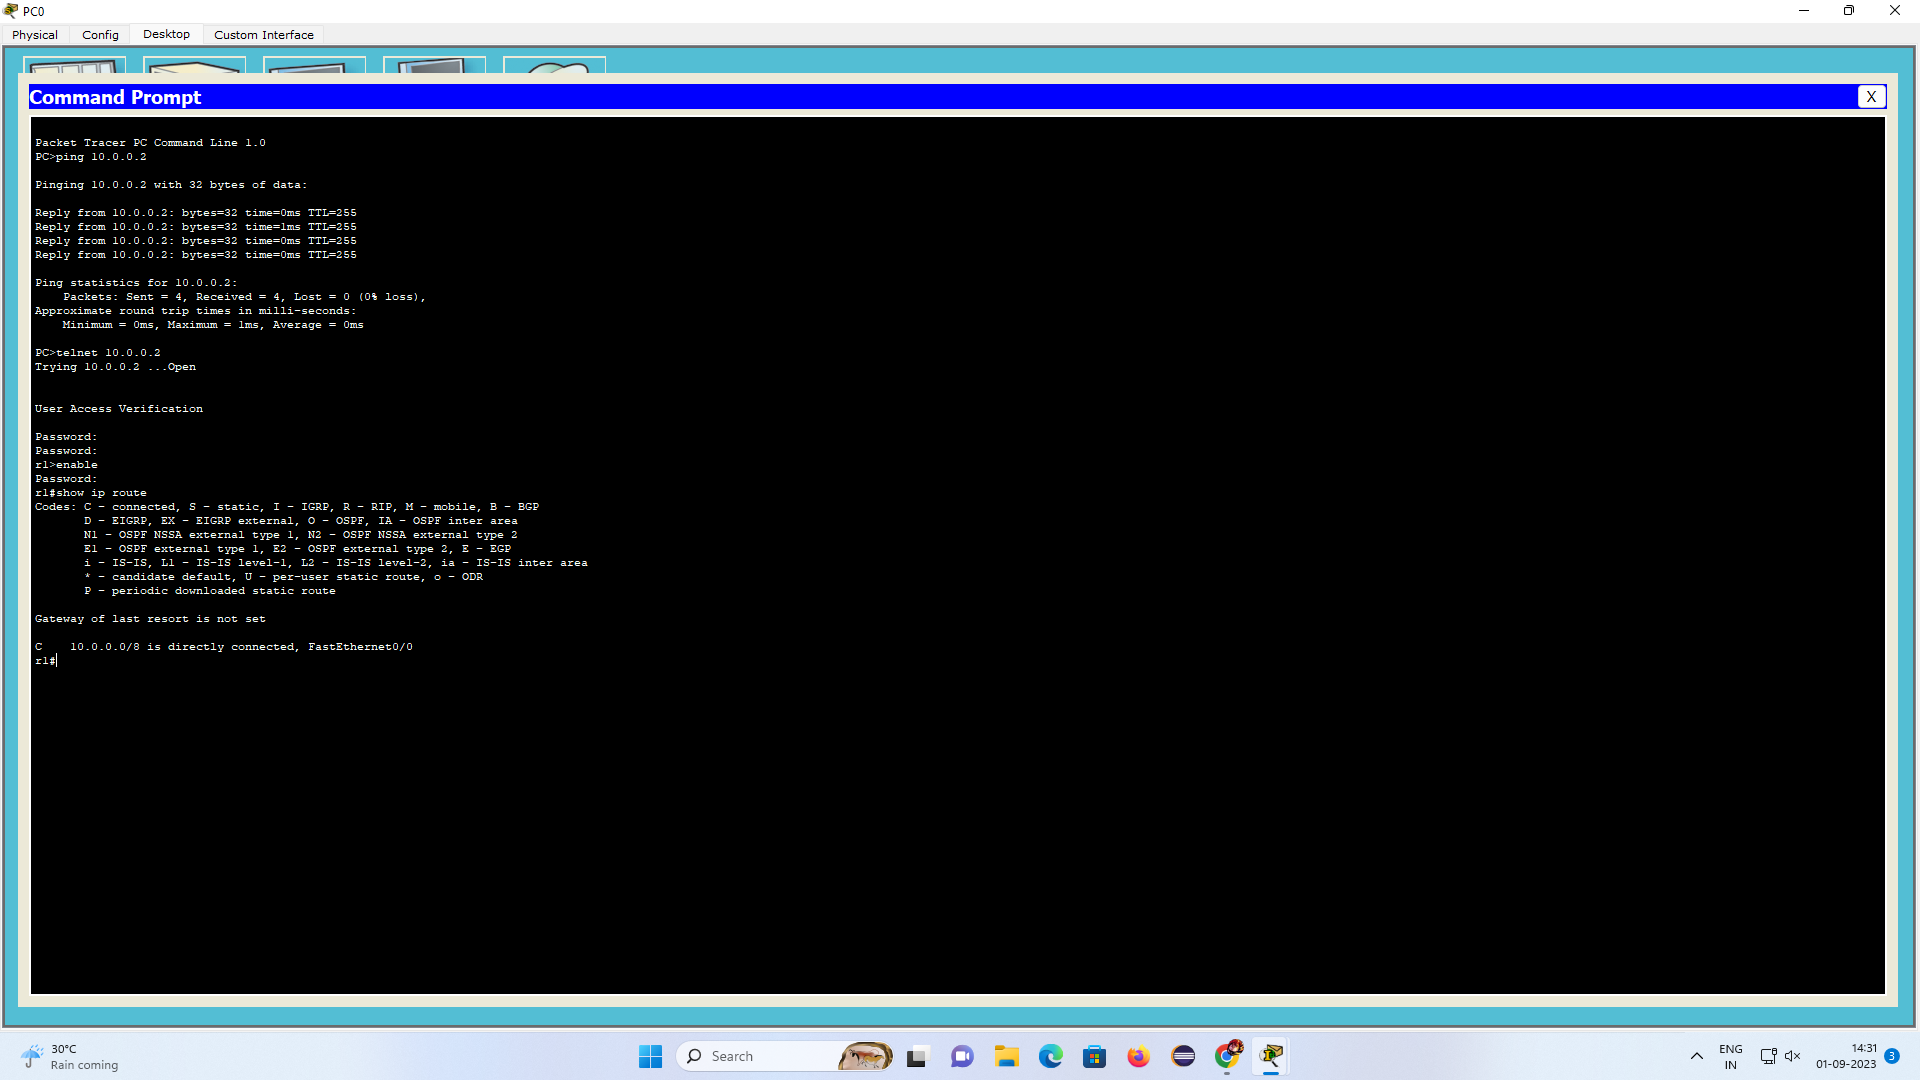 PC0
Physical Config Desktop Custom Interface
Command Prompt
X
Packet Tracer PC Command Line 1.0
PC>ping 10.0.0.2
Pinging 10.0.0.2 with 32 bytes of data:
Reply from 10.0.0.2: bytes=32 time=0ms TTL=255
Reply from 10.0.0.2: bytes=32 time=1ms TTL=255
Reply from 10.0.0.2: bytes=32 time=0ms TTL=255
Reply from 10.0.0.2: bytes=32 time=0ms TTL=255
Ping statistics for 10.0.0.2:
Packets: Sent = 4, Received = 4, Lost = 0 (0% loss),
Approximate round trip times in milli-seconds:
Minimum = 0ms, Maximum = 1ms, Average = 0ms
PC>telnet 10.0.0.2
Trying 10.0.0.2 ...Open
User Access Verification
Password:
Password:
r1>enable
Password:
r1#show ip route
Codes: C - connected, S - static, I - IGRP, R - RIP, M - mobile, B - BGP
D - EIGRP, EX - EIGRP external, O - OSPF, IA - OSPF inter area
N1 - OSPF NSSA external type 1, N2 - OSPF NSSA external type 2
E1 - OSPF external type 1, E2 - OSPF external type 2, E - EGP
i - IS-IS, L1 - IS-IS level-1, L2 - IS-IS level-2, ia - IS-IS inter area
* - candidate default, U - per-user static route, o - ODR
P - periodic downloaded static route
Gateway of last resort is not set
C 10.0.0.0/8 is directly connected, FastEthernet0/0
r1#
30°C
Rain coming
Search
ENG
IN
14:31
01-09-2023
3